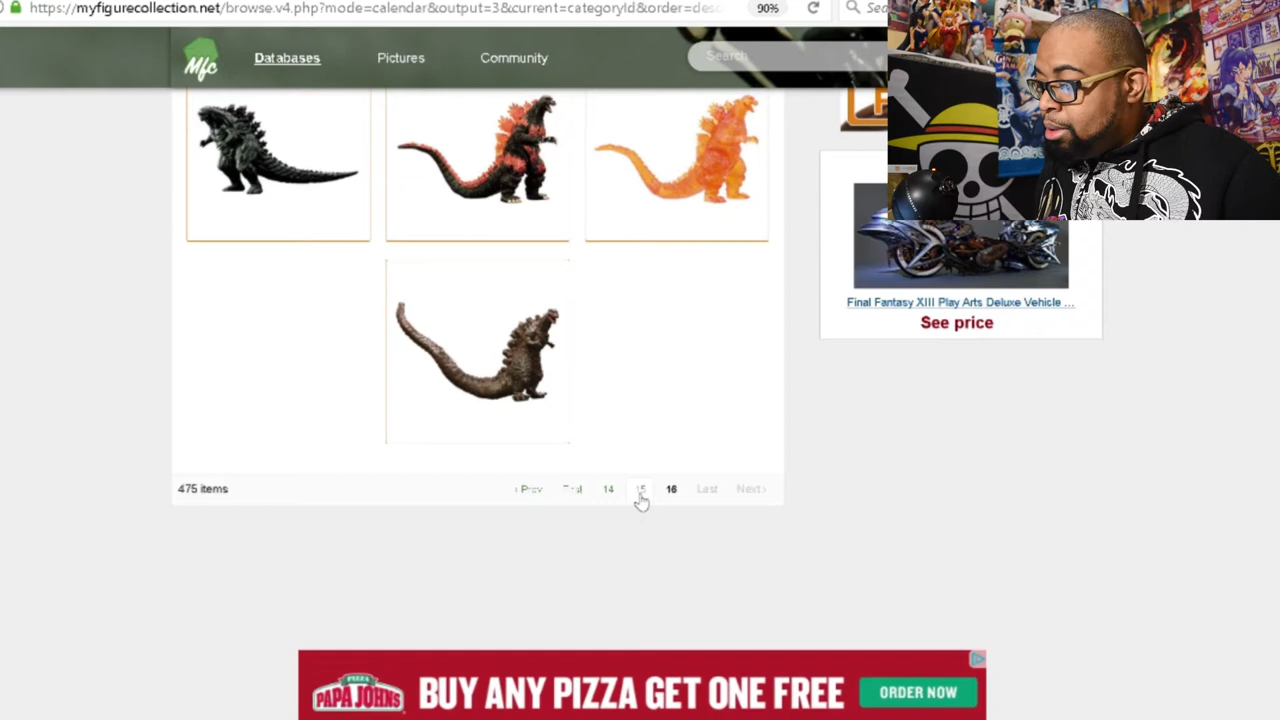 https://myfigurecollection.net/browse.v4.php?mode=calendar&output=3&current=categoryId&order=desc
90%
Mfc
Databases
Pictures
Community
Search
Final Fantasy XIII Play Arts Deluxe Vehicle ...
See price
475 items
‹ Prev
14
15
16
Last
Next ›
PIZZA
PAPA JOHNS
BUY ANY PIZZA GET ONE FREE
ORDER NOW